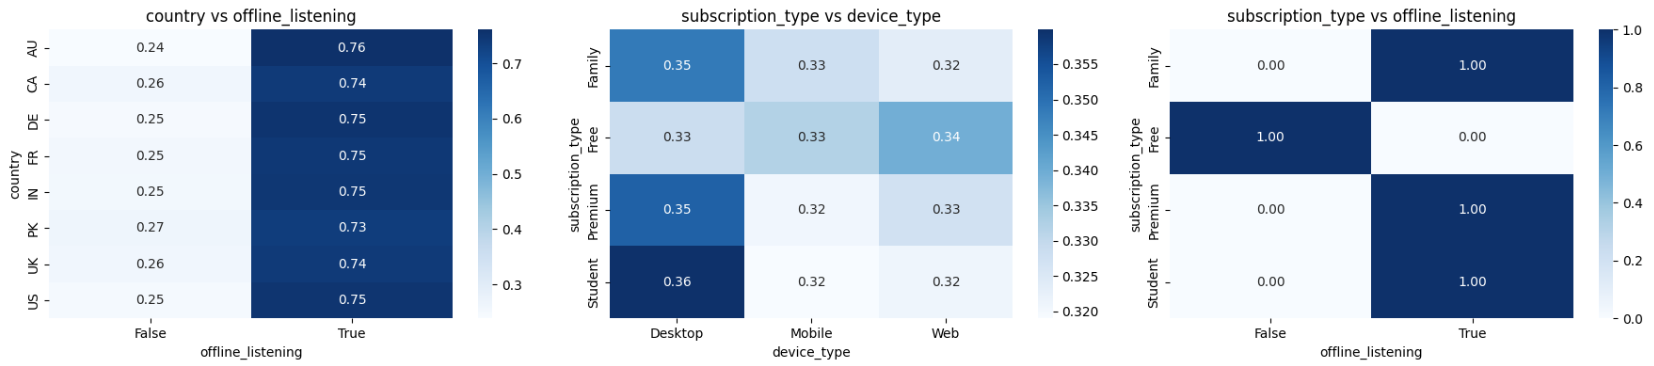 country vs offline_listening
country
AU
CA
DE
FR
IN
PK
UK
US
0.24 0.76
0.26 0.74
0.25 0.75
0.25 0.75
0.25 0.75
0.27 0.73
0.26 0.74
0.25 0.75
False True
offline_listening
0.7
0.6
0.5
0.4
0.3
subscription_type vs device_type
subscription_type
Family
Free
Premium
Student
0.35 0.33 0.32
0.33 0.33 0.34
0.35 0.32 0.33
0.36 0.32 0.32
Desktop Mobile Web
device_type
0.355
0.350
0.345
0.340
0.335
0.330
0.325
0.320
subscription_type vs offline_listening
subscription_type
Family
Free
Premium
Student
0.00 1.00
1.00 0.00
0.00 1.00
0.00 1.00
False True
offline_listening
1.0
0.8
0.6
0.4
0.2
0.0